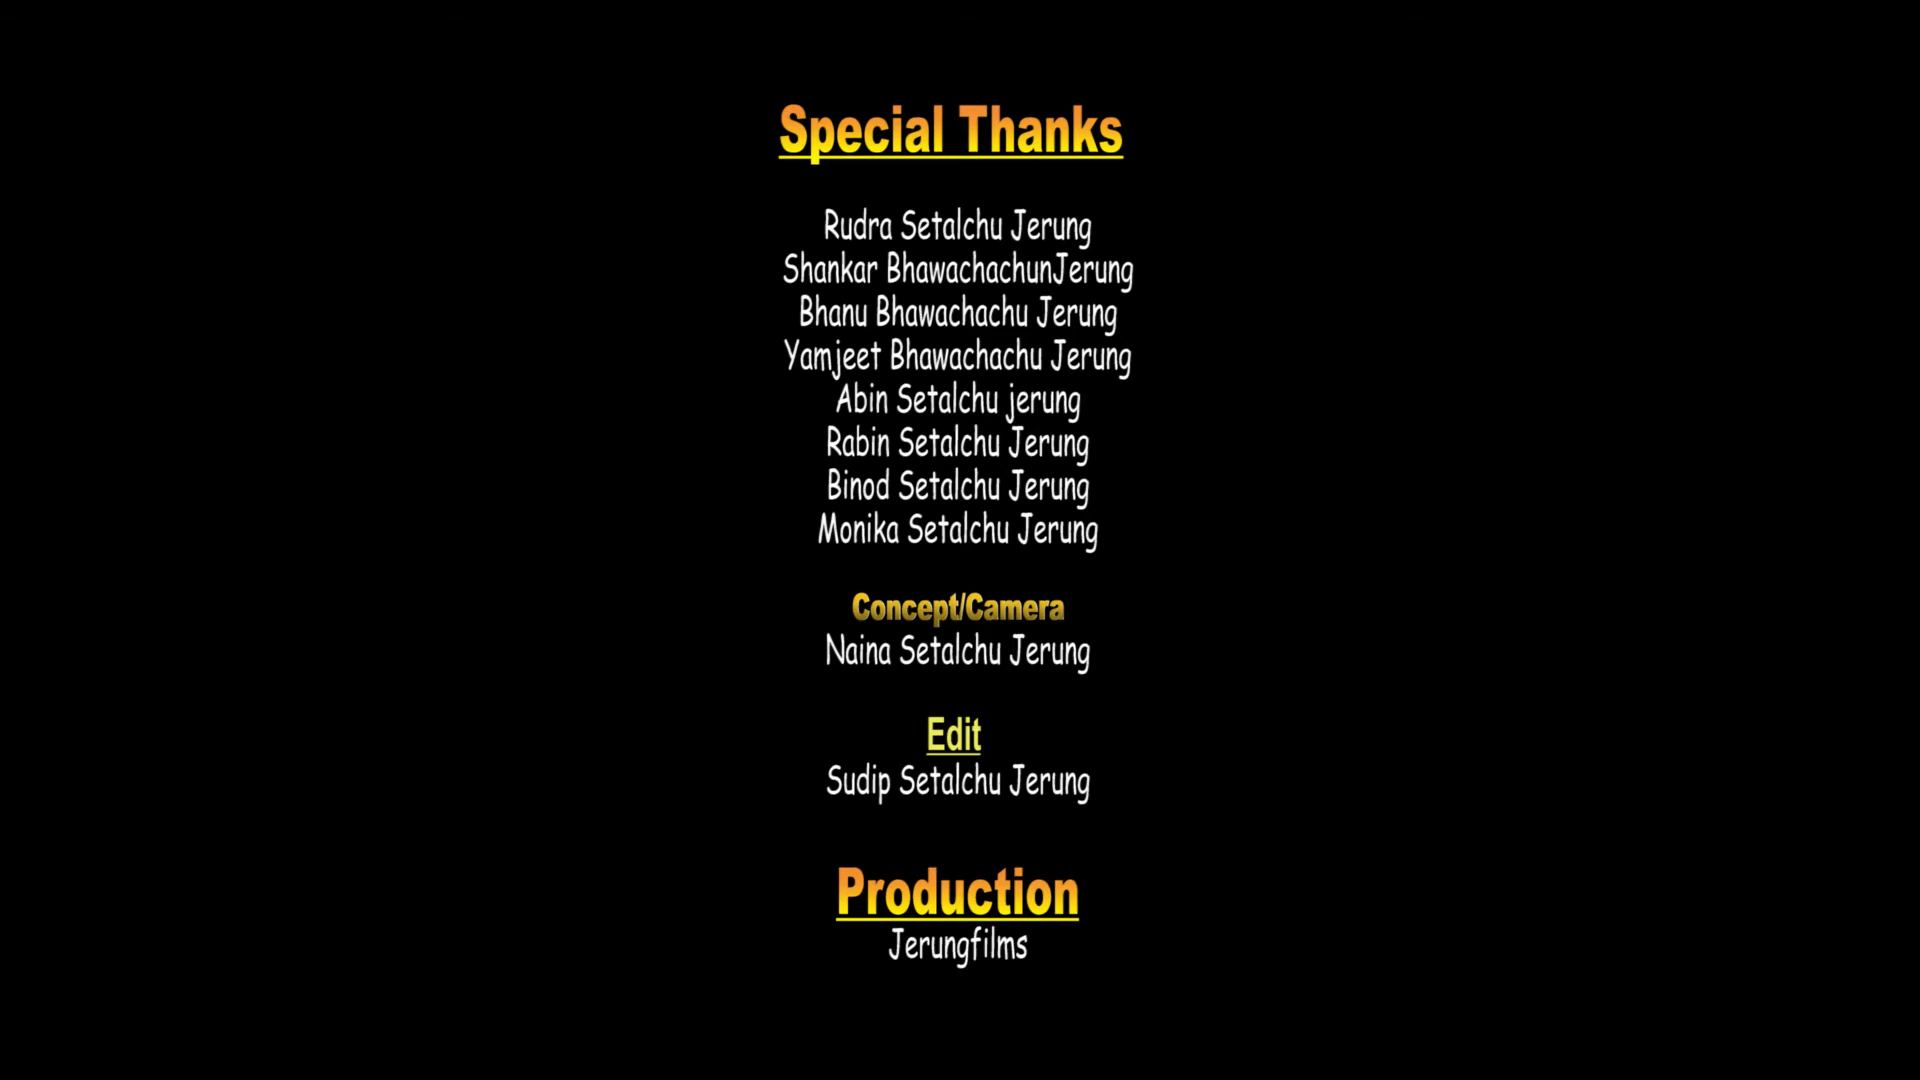 Special Thanks
Rudra Setalchu Jerung
Shankar BhawachachunJerung
Bhanu Bhawachachu Jerung
Yamjeet Bhawachachu Jerung
Abin Setalchu jerung
Rabin Setalchu Jerung
Binod Setalchu Jerung
Monika Setalchu Jerung
Concept/Camera
Naina Setalchu Jerung
Edit
Sudip Setalchu Jerung
Production
Jerungfilms